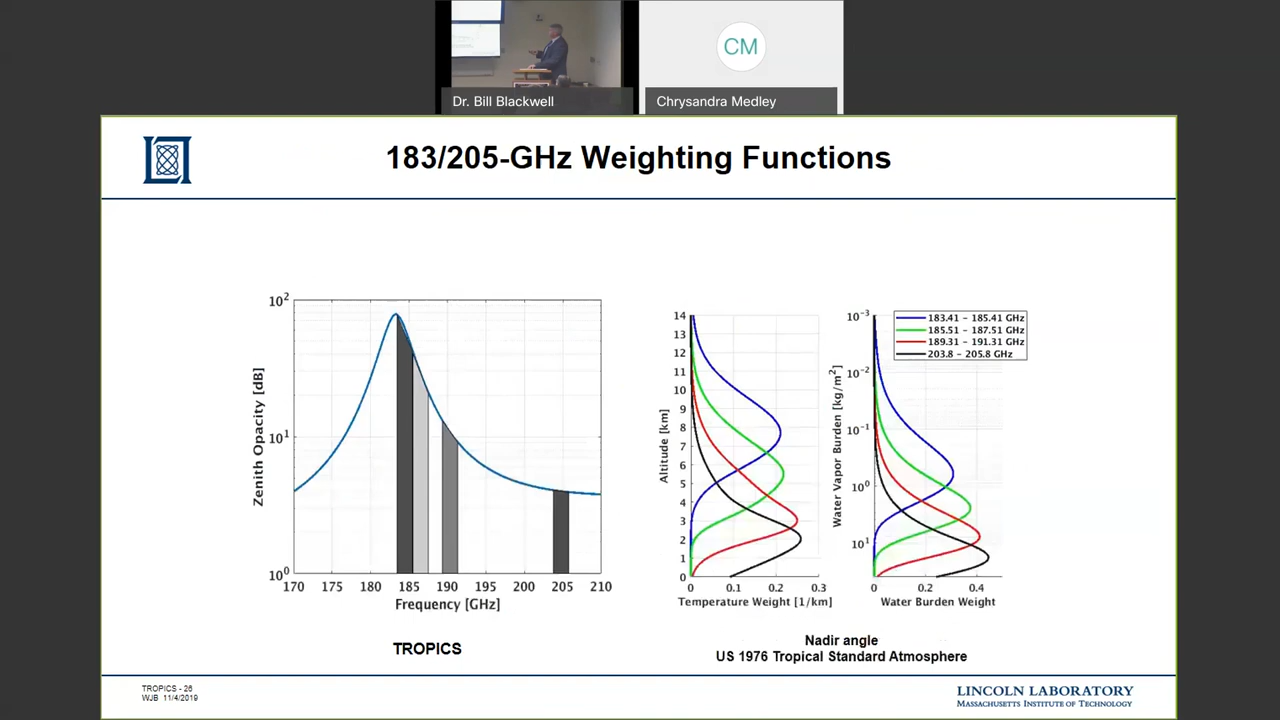 Dr. Bill Blackwell
CM
Chrysandra Medley
183/205-GHz Weighting Functions
10²
10¹
10⁰
Zenith Opacity [dB]
170 175 180 185 190 195 200 205 210
Frequency [GHz]
TROPICS
14
13
12
11
10
9
8
7
6
5
4
3
2
1
0
Altitude [km]
0 0.1 0.2 0.3
Temperature Weight [1/km]
10⁻³
10⁻²
10⁻¹
10⁰
10¹
Water Vapor Burden [kg/m²]
183.41 – 185.41 GHz
185.51 – 187.51 GHz
189.31 – 191.31 GHz
203.8 – 205.8 GHz
0 0.2 0.4
Water Burden Weight
Nadir angle
US 1976 Tropical Standard Atmosphere
TROPICS - 26
WJB 11/4/2019
LINCOLN LABORATORY
MASSACHUSETTS INSTITUTE OF TECHNOLOGY